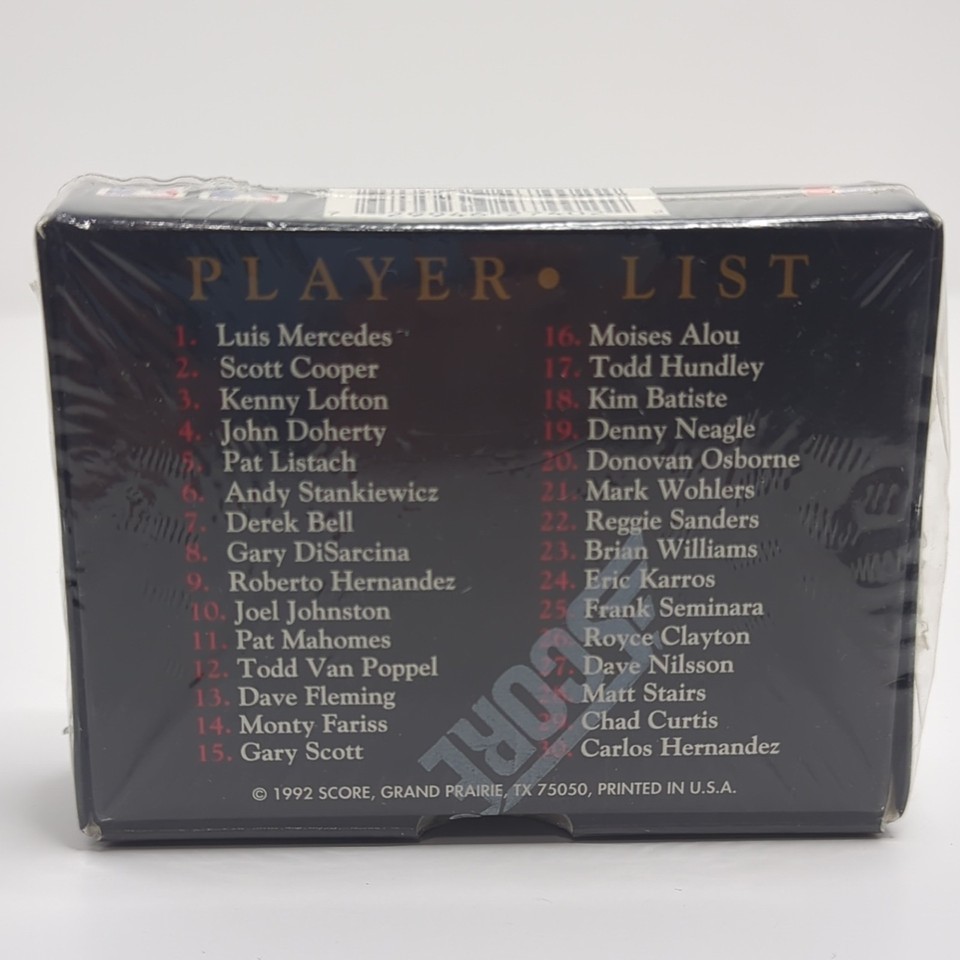 PLAYER • LIST
1. Luis Mercedes
2. Scott Cooper
3. Kenny Lofton
4. John Doherty
5. Pat Listach
6. Andy Stankiewicz
7. Derek Bell
8. Gary DiSarcina
9. Roberto Hernandez
10. Joel Johnston
11. Pat Mahomes
12. Todd Van Poppel
13. Dave Fleming
14. Monty Fariss
15. Gary Scott
16. Moises Alou
17. Todd Hundley
18. Kim Batiste
19. Denny Neagle
20. Donovan Osborne
21. Mark Wohlers
22. Reggie Sanders
23. Brian Williams
24. Eric Karros
25. Frank Seminara
26. Royce Clayton
27. Dave Nilsson
28. Matt Stairs
29. Chad Curtis
30. Carlos Hernandez
SCORE
© 1992 SCORE, GRAND PRAIRIE, TX 75050, PRINTED IN U.S.A.